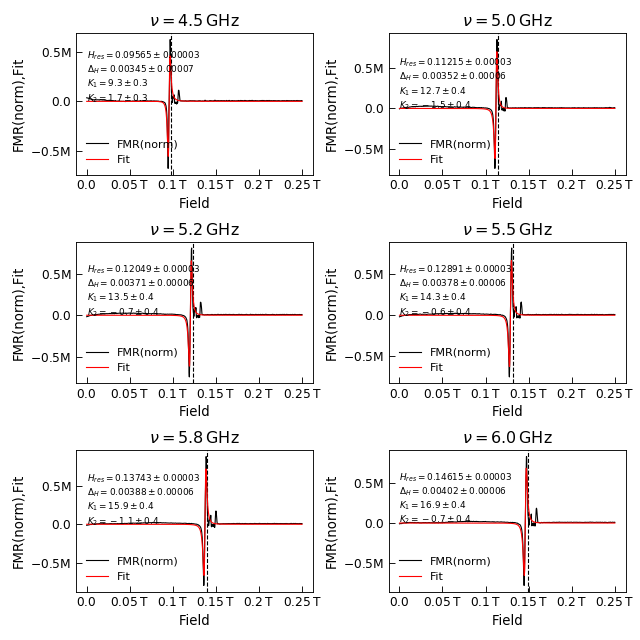 ν = 4.5 GHz
FMR(norm),Fit
0.5M
0.0
−0.5M
H_res = 0.09565 ± 0.00003
Δ_H = 0.00345 ± 0.00007
K_1 = 9.3 ± 0.3
K_2 = 1.7 ± 0.3
FMR(norm)
Fit
0.0 0.05 T 0.1 T 0.15 T 0.2 T 0.25 T
Field
ν = 5.0 GHz
FMR(norm),Fit
0.5M
0.0
−0.5M
H_res = 0.11215 ± 0.00003
Δ_H = 0.00352 ± 0.00006
K_1 = 12.7 ± 0.4
K_2 = −1.5 ± 0.4
FMR(norm)
Fit
0.0 0.05 T 0.1 T 0.15 T 0.2 T 0.25 T
Field
ν = 5.2 GHz
FMR(norm),Fit
0.5M
0.0
−0.5M
H_res = 0.12049 ± 0.00003
Δ_H = 0.00371 ± 0.00006
K_1 = 13.5 ± 0.4
K_2 = −0.7 ± 0.4
FMR(norm)
Fit
0.0 0.05 T 0.1 T 0.15 T 0.2 T 0.25 T
Field
ν = 5.5 GHz
FMR(norm),Fit
0.5M
0.0
−0.5M
H_res = 0.12891 ± 0.00003
Δ_H = 0.00378 ± 0.00006
K_1 = 14.3 ± 0.4
K_2 = −0.6 ± 0.4
FMR(norm)
Fit
0.0 0.05 T 0.1 T 0.15 T 0.2 T 0.25 T
Field
ν = 5.8 GHz
FMR(norm),Fit
0.5M
0.0
−0.5M
H_res = 0.13743 ± 0.00003
Δ_H = 0.00388 ± 0.00006
K_1 = 15.9 ± 0.4
K_2 = −1.1 ± 0.4
FMR(norm)
Fit
0.0 0.05 T 0.1 T 0.15 T 0.2 T 0.25 T
Field
ν = 6.0 GHz
FMR(norm),Fit
0.5M
0.0
−0.5M
H_res = 0.14615 ± 0.00003
Δ_H = 0.00402 ± 0.00006
K_1 = 16.9 ± 0.4
K_2 = −0.7 ± 0.4
FMR(norm)
Fit
0.0 0.05 T 0.1 T 0.15 T 0.2 T 0.25 T
Field